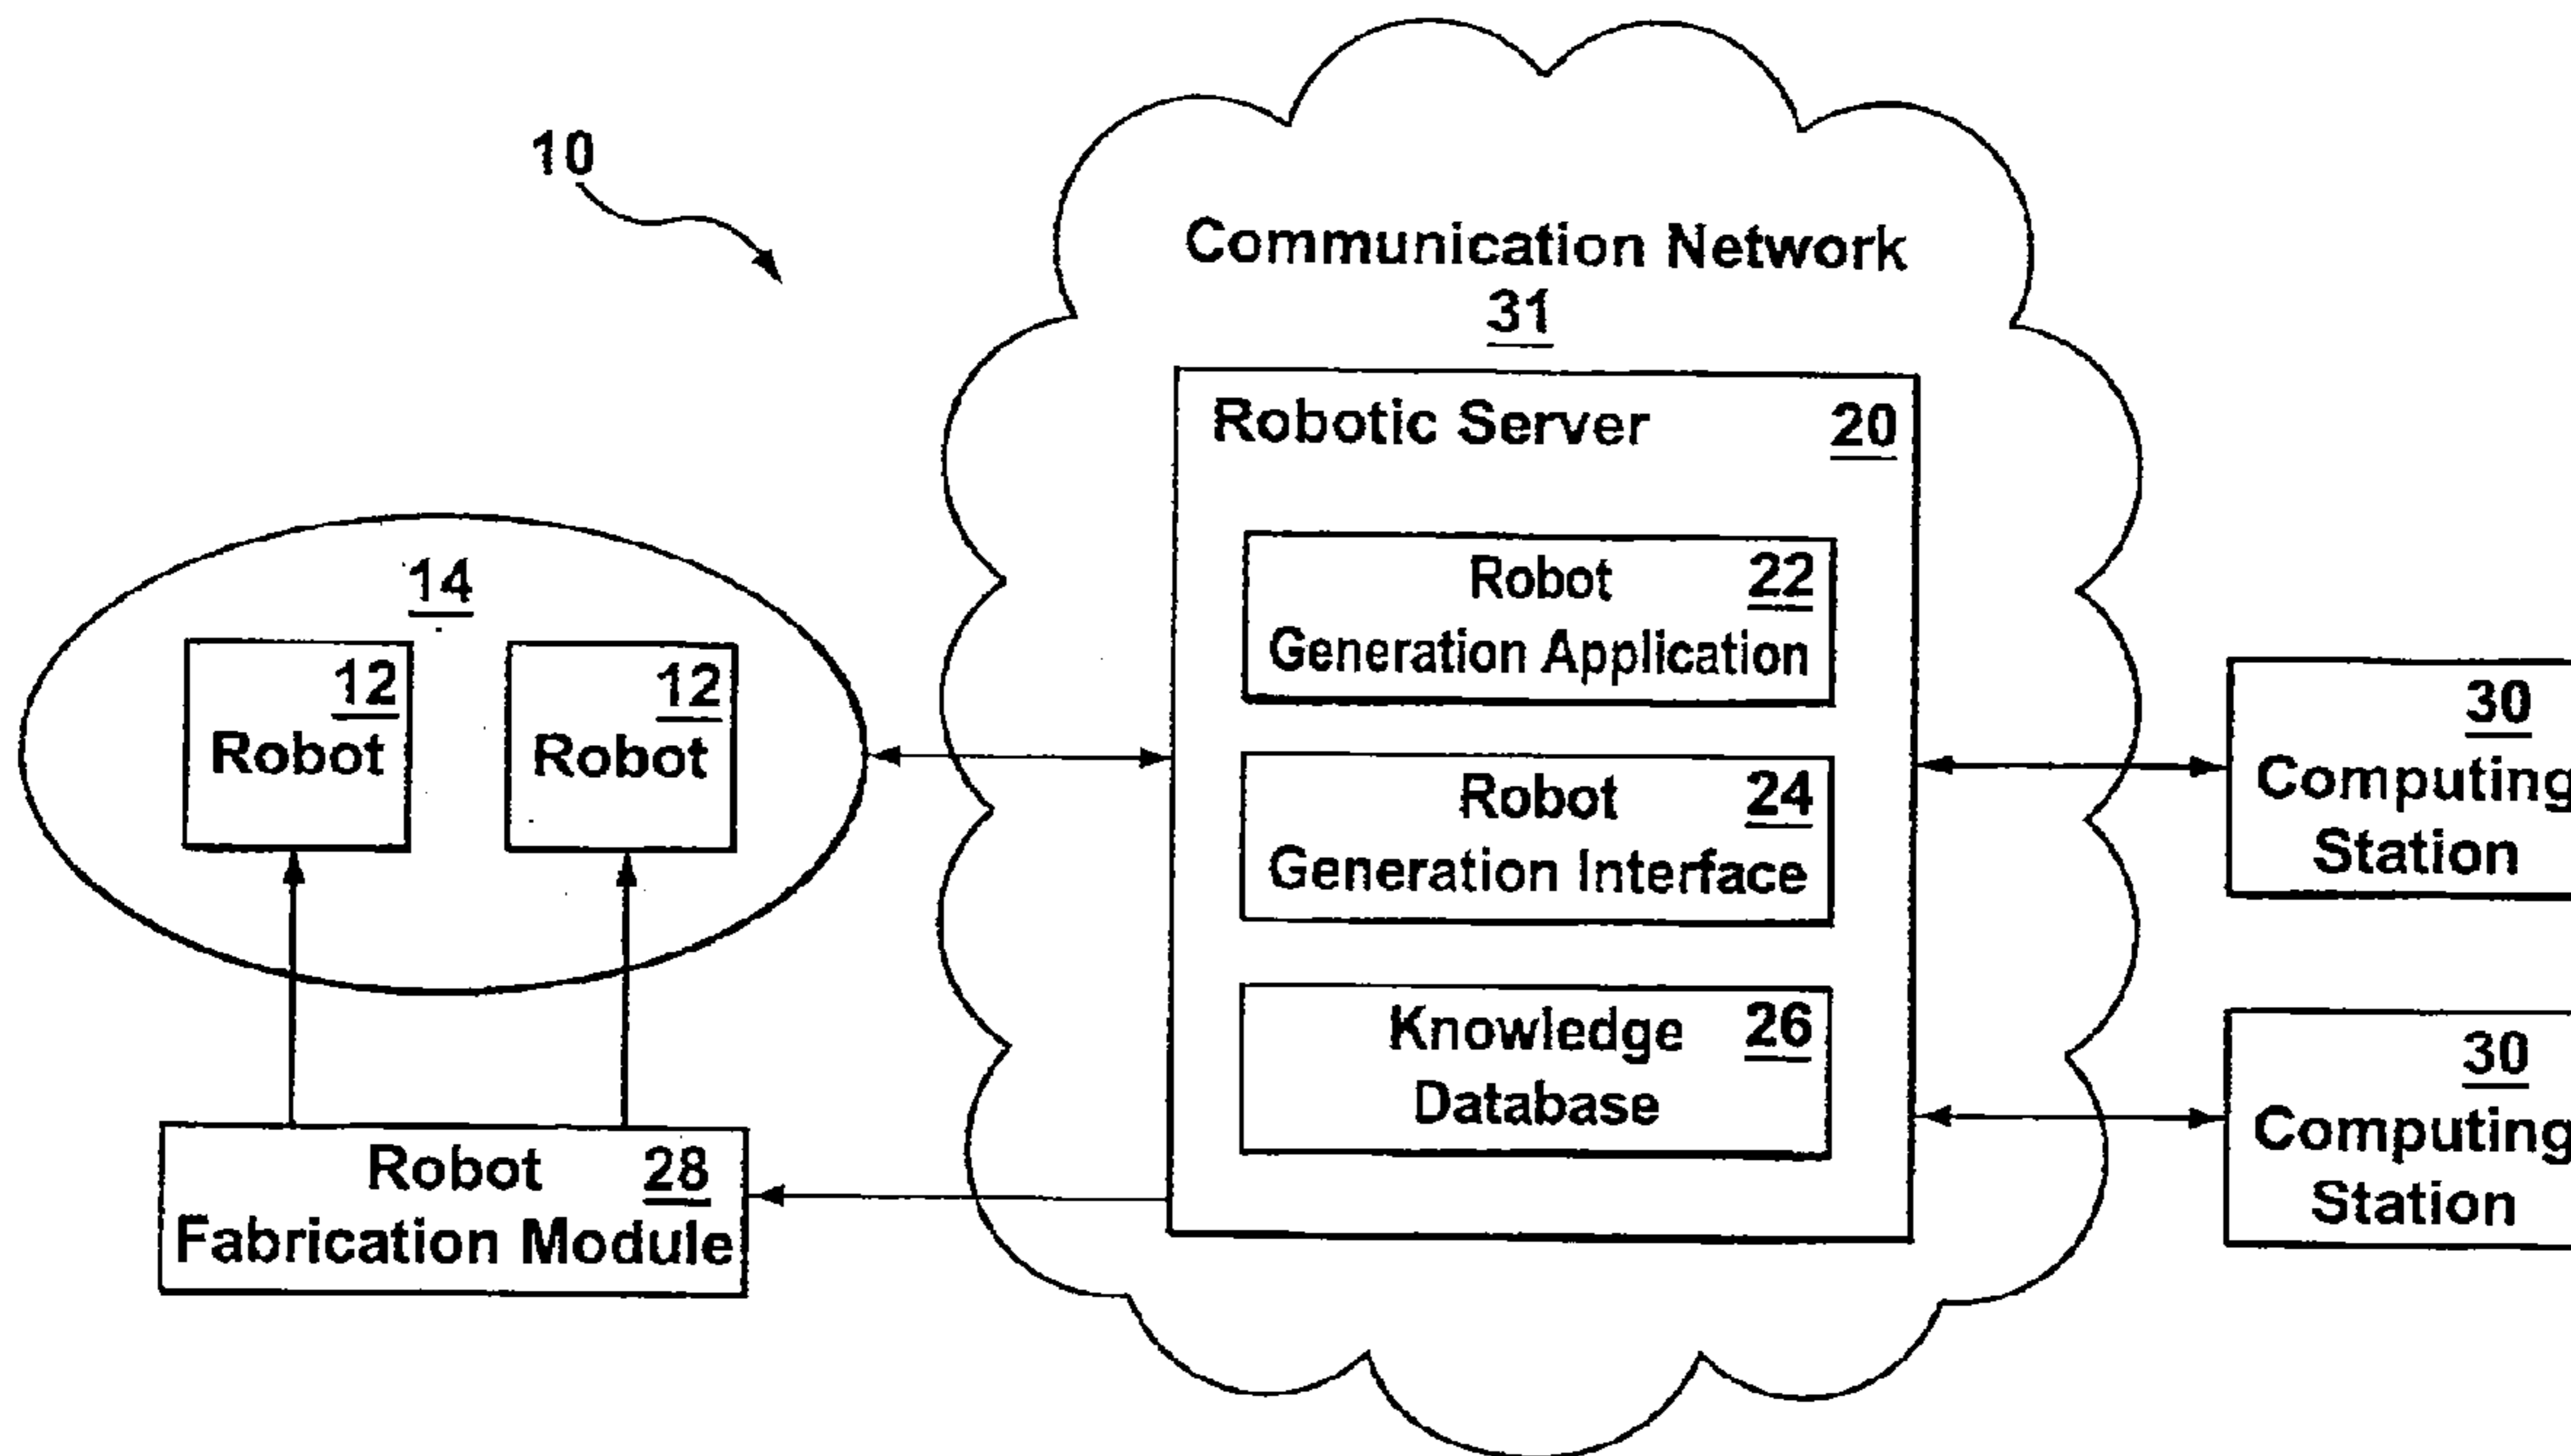 10
Communication Network
31
Robotic Server 20
Robot 22
Generation Application
Robot 24
Generation Interface
Knowledge 26
Database
14
12
Robot
12
Robot
Robot 28
Fabrication Module
30
Computing
Station
30
Computing
Station